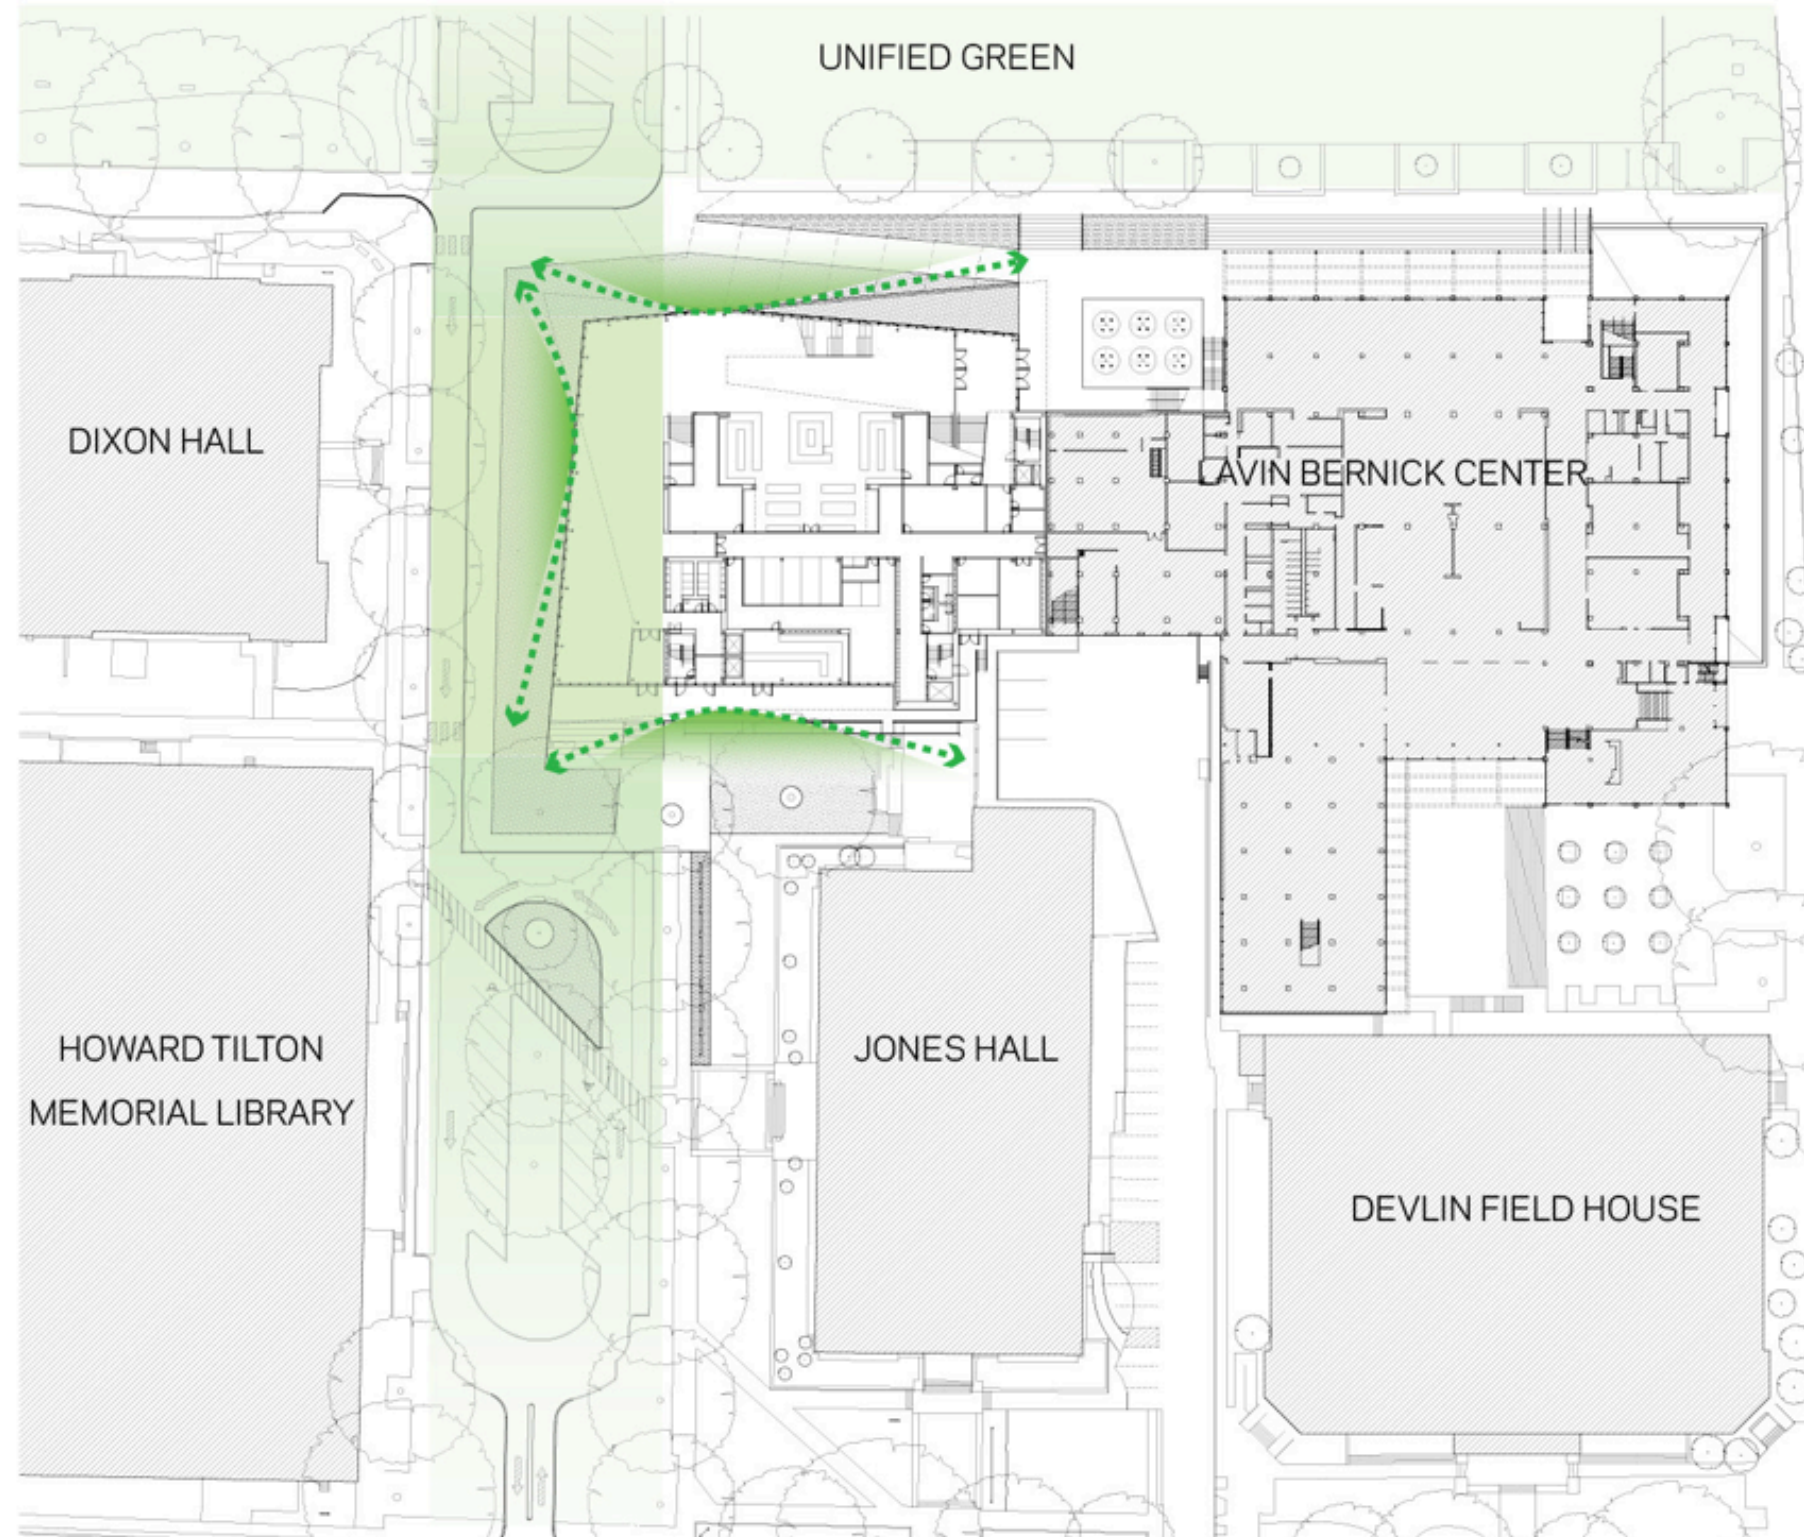 UNIFIED GREEN
DIXON HALL
LAVIN BERNICK CENTER
HOWARD TILTON
MEMORIAL LIBRARY
JONES HALL
DEVLIN FIELD HOUSE